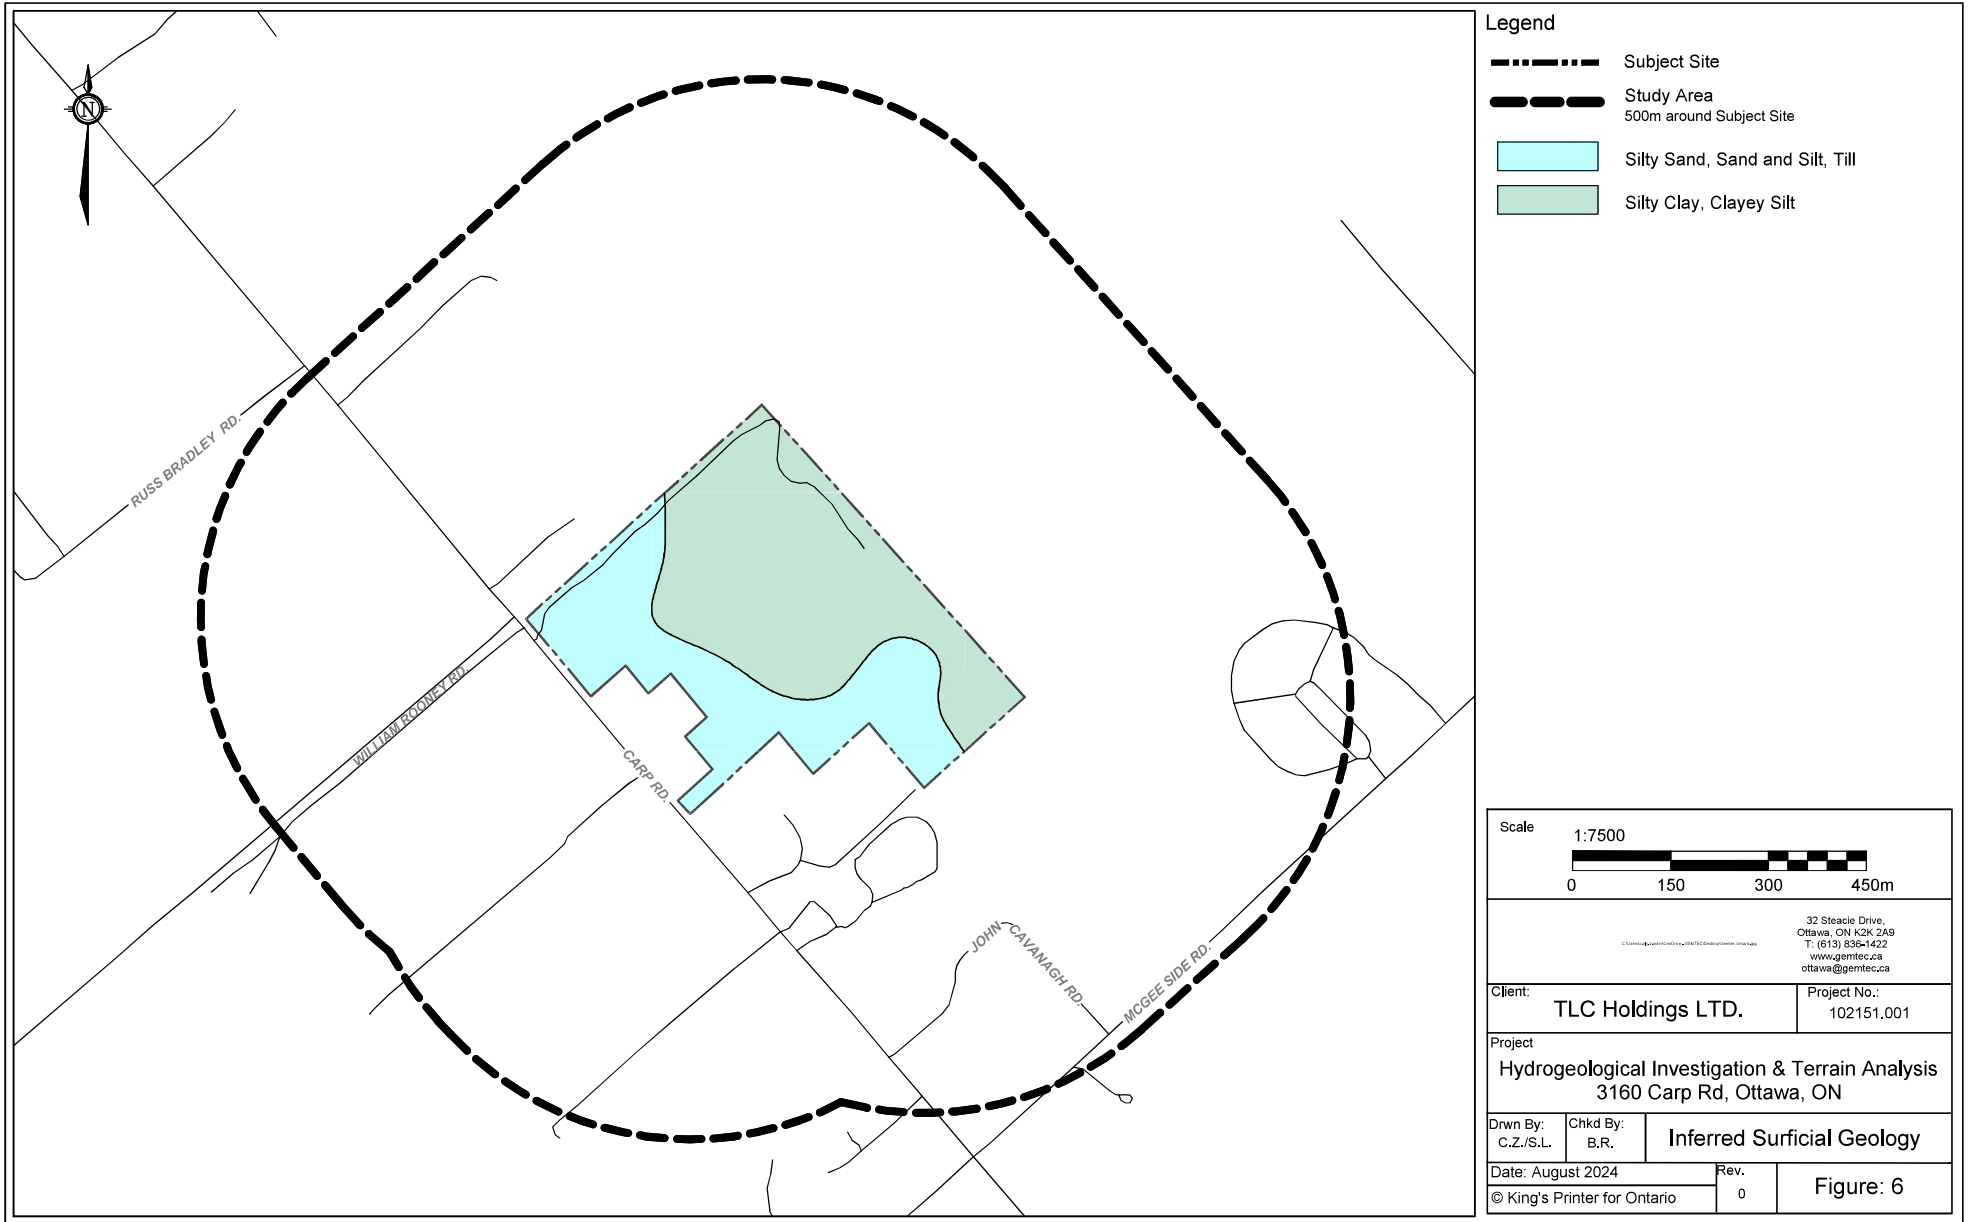 Legend
Subject Site
Study Area
500m around Subject Site
Silty Sand, Sand and Silt, Till
Silty Clay, Clayey Silt
N
RUSS BRADLEY RD.
WILLIAM ROONEY RD.
CARP RD.
JOHN CAVANAGH RD.
MCGEE SIDE RD.
Scale
1:7500
0 150 300 450m
32 Steacie Drive,
Ottawa, ON K2K 2A9
T: (613) 836-1422
www.gemtec.ca
ottawa@gemtec.ca
Client:
TLC Holdings LTD.
Project No.:
102151.001
Project
Hydrogeological Investigation & Terrain Analysis
3160 Carp Rd, Ottawa, ON
Drwn By:
C.Z./S.L.
Chkd By:
B.R.
Inferred Surficial Geology
Date: August 2024
Rev.
0
© King's Printer for Ontario
Figure: 6